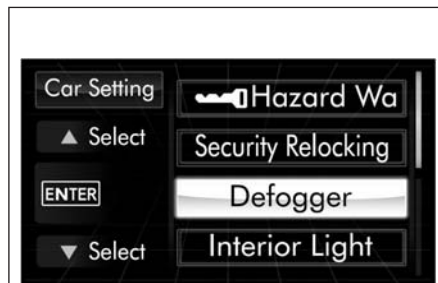 Car Setting
▲ Select
ENTER
▼ Select
Hazard Wa
Security Relocking
Defogger
Interior Light